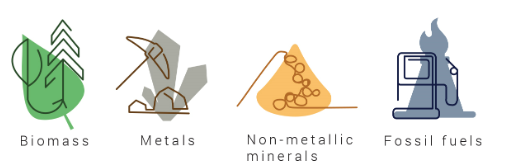 Biomass
Metals
Non-metallic
minerals
Fossil fuels